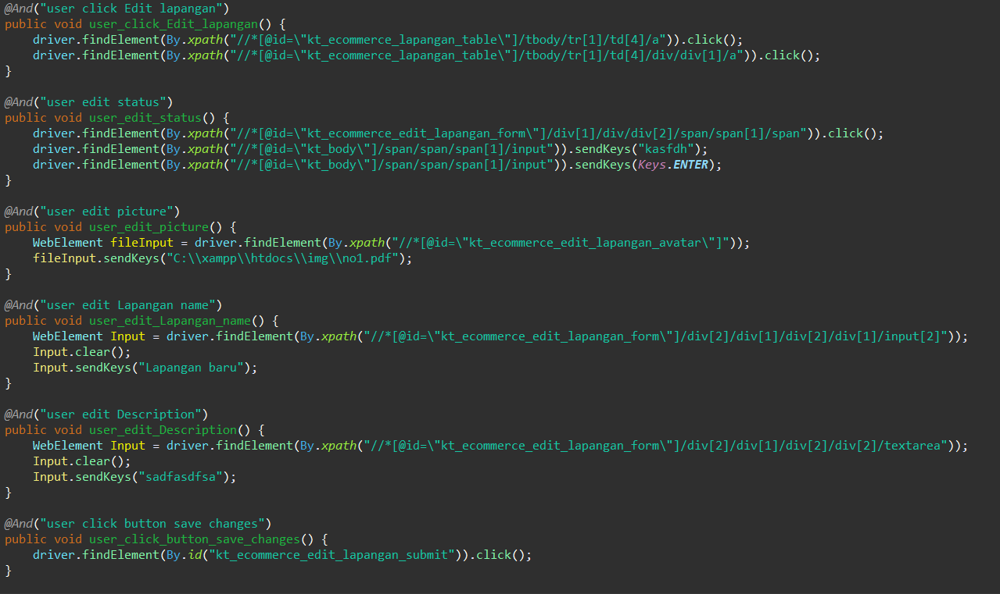 @And("user click Edit lapangan")
public void user_click_Edit_lapangan() {
    driver.findElement(By.xpath("//*[@id=\"kt_ecommerce_lapangan_table\"]/tbody/tr[1]/td[4]/a")).click();
    driver.findElement(By.xpath("//*[@id=\"kt_ecommerce_lapangan_table\"]/tbody/tr[1]/td[4]/div/div[1]/a")).click();
}

@And("user edit status")
public void user_edit_status() {
    driver.findElement(By.xpath("//*[@id=\"kt_ecommerce_edit_lapangan_form\"]/div[1]/div/div[2]/span/span[1]/span")).click();
    driver.findElement(By.xpath("//*[@id=\"kt_body\"]/span/span/span[1]/input")).sendKeys("kasfdh");
    driver.findElement(By.xpath("//*[@id=\"kt_body\"]/span/span/span[1]/input")).sendKeys(Keys.ENTER);
}

@And("user edit picture")
public void user_edit_picture() {
    WebElement fileInput = driver.findElement(By.xpath("//*[@id=\"kt_ecommerce_edit_lapangan_avatar\"]"));
    fileInput.sendKeys("C:\\xampp\\htdocs\\img\\no1.pdf");
}

@And("user edit Lapangan name")
public void user_edit_Lapangan_name() {
    WebElement Input = driver.findElement(By.xpath("//*[@id=\"kt_ecommerce_edit_lapangan_form\"]/div[2]/div[1]/div[2]/div[1]/input[2]"));
    Input.clear();
    Input.sendKeys("Lapangan baru");
}

@And("user edit Description")
public void user_edit_Description() {
    WebElement Input = driver.findElement(By.xpath("//*[@id=\"kt_ecommerce_edit_lapangan_form\"]/div[2]/div[1]/div[2]/div[2]/textarea"));
    Input.clear();
    Input.sendKeys("sadfasdfsa");
}

@And("user click button save changes")
public void user_click_button_save_changes() {
    driver.findElement(By.id("kt_ecommerce_edit_lapangan_submit")).click();
}